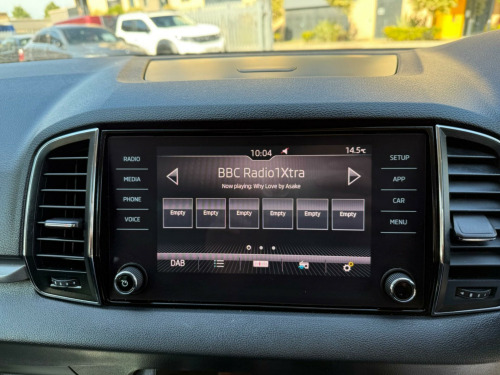 10:04
14.5°C
RADIO
MEDIA
PHONE
VOICE
BBC Radio1Xtra
Now playing: Why Love by Asake
Empty Empty Empty Empty Empty Empty
DAB
SETUP
APP
CAR
MENU